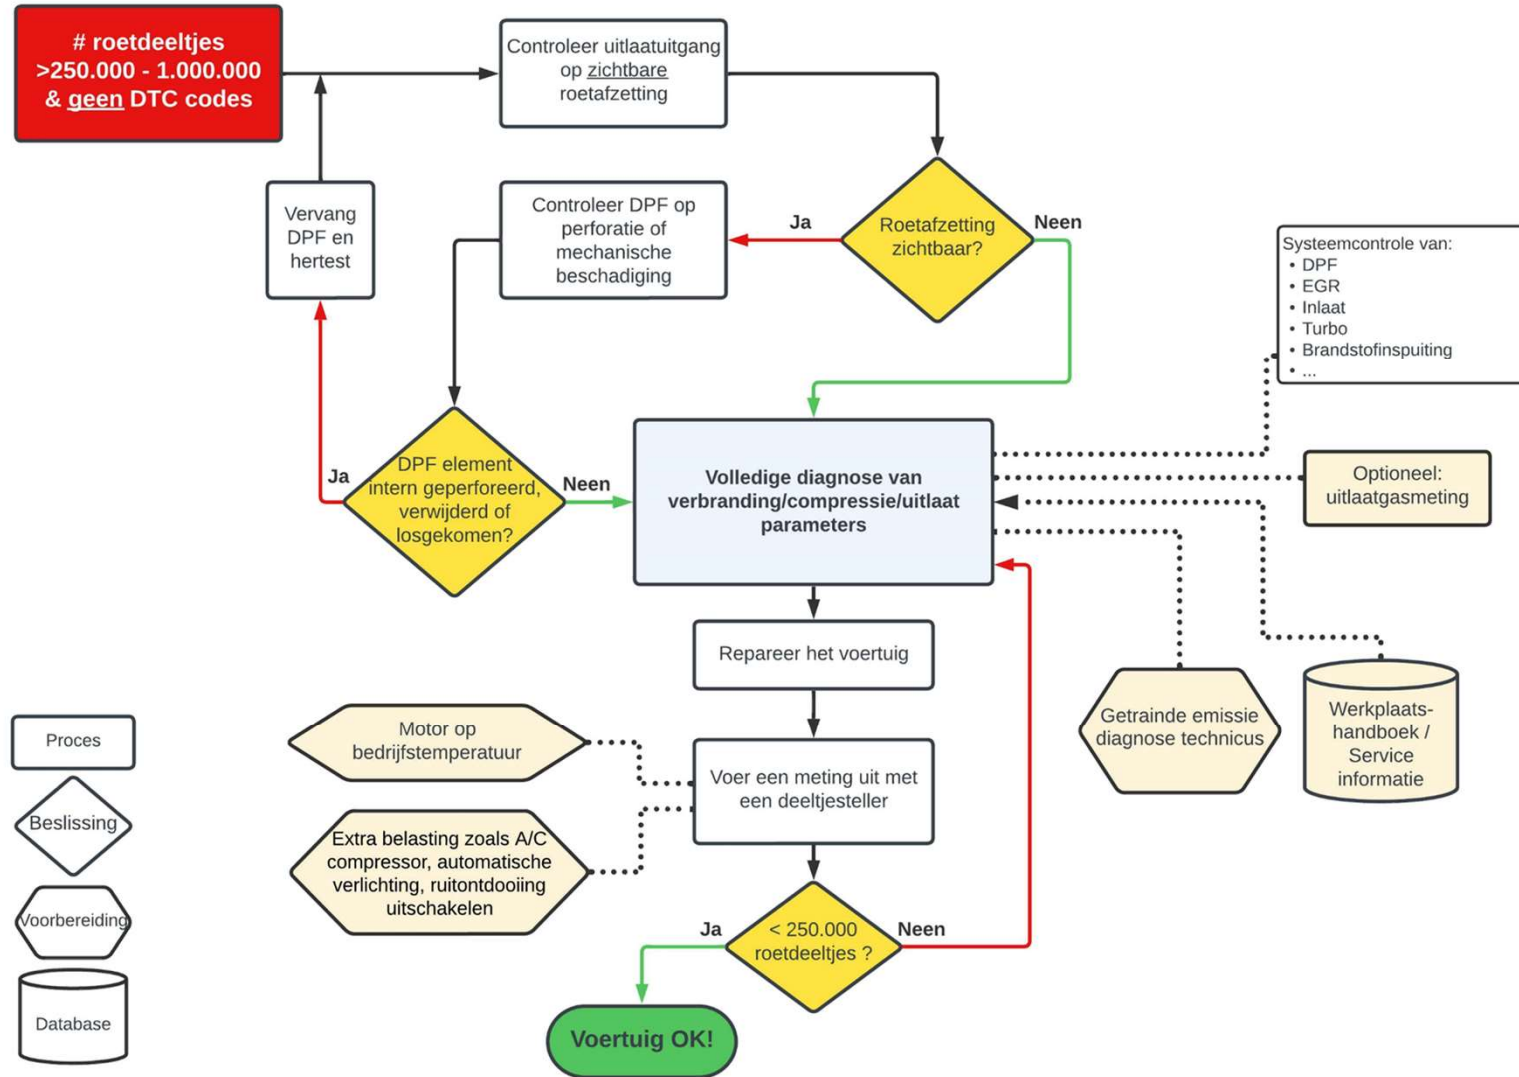 # roetdeeltjes
>250.000 - 1.000.000
& geen DTC codes
Controleer uitlaatuitgang
op zichtbare
roetafzetting
Vervang
DPF en
hertest
Controleer DPF op
perforatie of
mechanische
beschadiging
Ja
Roetafzetting
zichtbaar?
Neen
Systeemcontrole van:
• DPF
• EGR
• Inlaat
• Turbo
• Brandstofinspuiting
• ...
Ja
DPF element
intern geperforeerd,
verwijderd of
losgekomen?
Neen
Volledige diagnose van
verbranding/compressie/uitlaat
parameters
Optioneel:
uitlaatgasmeting
Repareer het voertuig
Getrainde emissie
diagnose technicus
Werkplaats-
handboek /
Service
informatie
Motor op
bedrijfstemperatuur
Voer een meting uit met
een deeltjesteller
Extra belasting zoals A/C
compressor, automatische
verlichting, ruitontdooiing
uitschakelen
Ja
< 250.000
roetdeeltjes ?
Neen
Voertuig OK!
Proces
Beslissing
Voorbereiding
Database